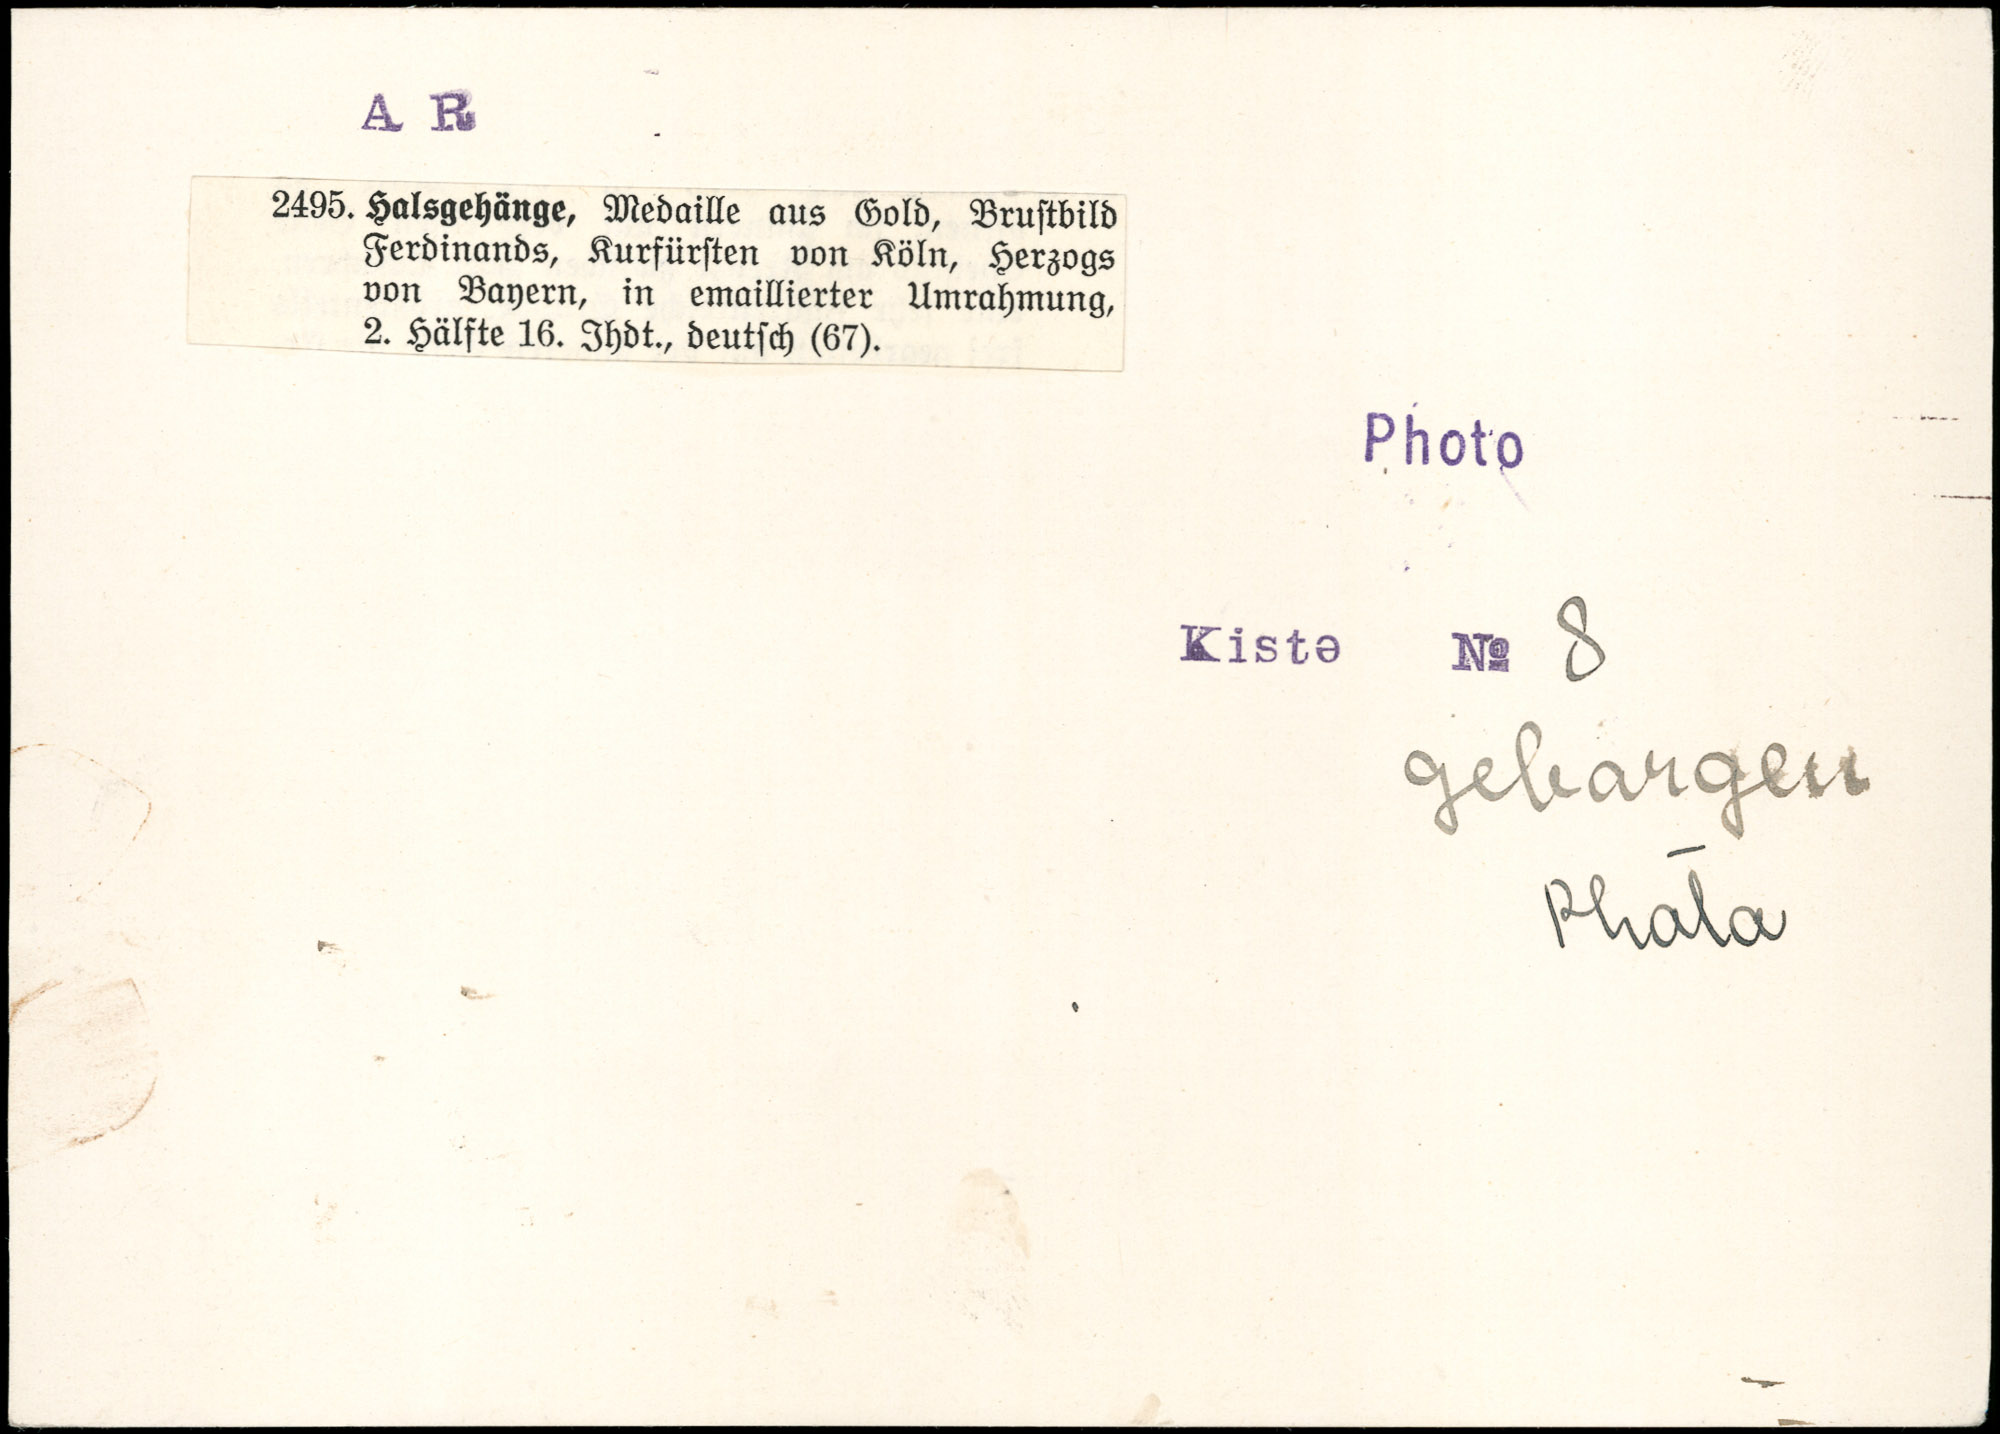 A R
2495. Halsgehänge, Medaille aus Gold, Brustbild
Ferdinands, Kurfürsten von Köln, Herzogs
von Bayern, in emaillierter Umrahmung,
2. Hälfte 16. Jhdt., deutsch (67).
Photo
Kiste № 8
geborgen
Photo